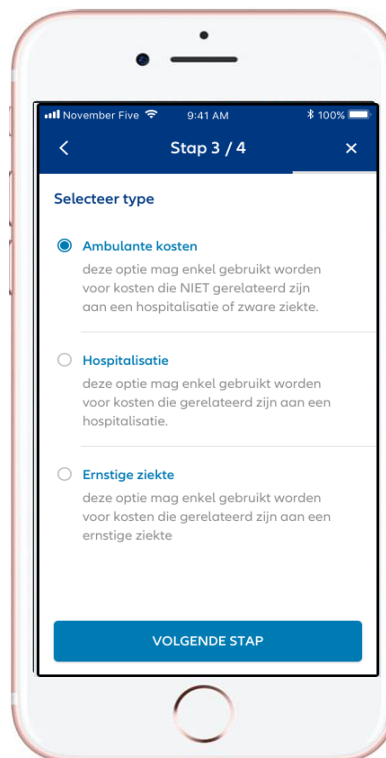 November Five 9:41 AM 100%
Stap 3 / 4
Selecteer type
Ambulante kosten
deze optie mag enkel gebruikt worden
voor kosten die NIET gerelateerd zijn
aan een hospitalisatie of zware ziekte.
Hospitalisatie
deze optie mag enkel gebruikt worden
voor kosten die gerelateerd zijn aan een
hospitalisatie.
Ernstige ziekte
deze optie mag enkel gebruikt worden
voor kosten die gerelateerd zijn aan een
ernstige ziekte
VOLGENDE STAP